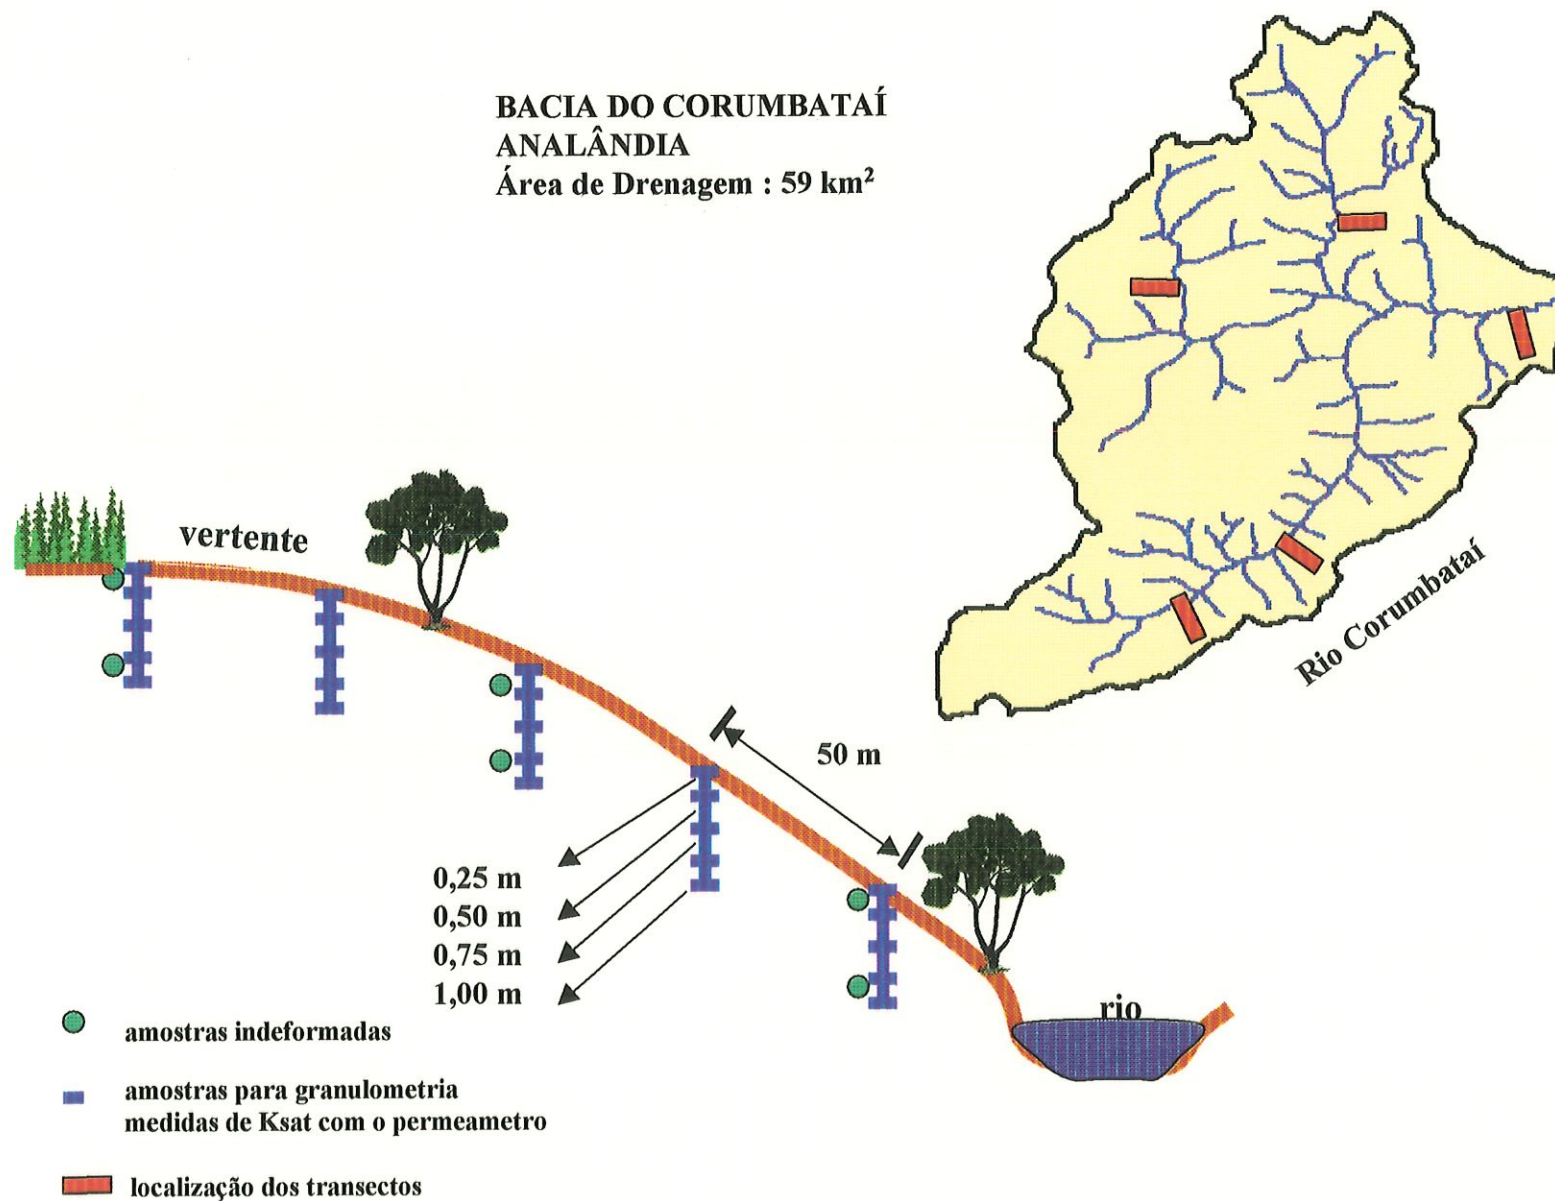 BACIA DO CORUMBATAÍ
ANALÂNDIA
Área de Drenagem : 59 km²
Rio Corumbataí
vertente
50 m
0,25 m
0,50 m
0,75 m
1,00 m
rio
amostras indeformadas
amostras para granulometria
medidas de Ksat com o permeametro
localização dos transectos